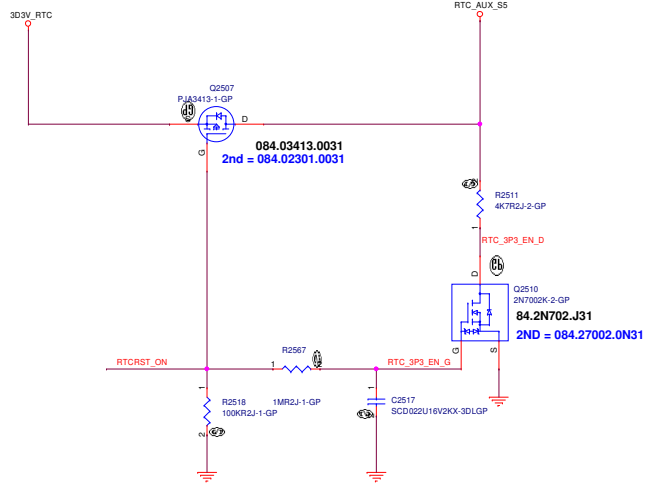 3D3V_RTC
RTC_AUX_S5
Q2507
PJA3413-1-GP
D
G
084.03413.0031
2nd = 084.02301.0031
R2511
4K7R2J-2-GP
1
RTC_3P3_EN_D
D
Q2510
2N7002K-2-GP
84.2N702.J31
2ND = 084.27002.0N31
G
S
RTCRST_ON
1
R2567
RTC_3P3_EN_G
1
R2518
100KR2J-1-GP
2
1MR2J-1-GP
1
C2517
SCD022U16V2KX-3DLGP